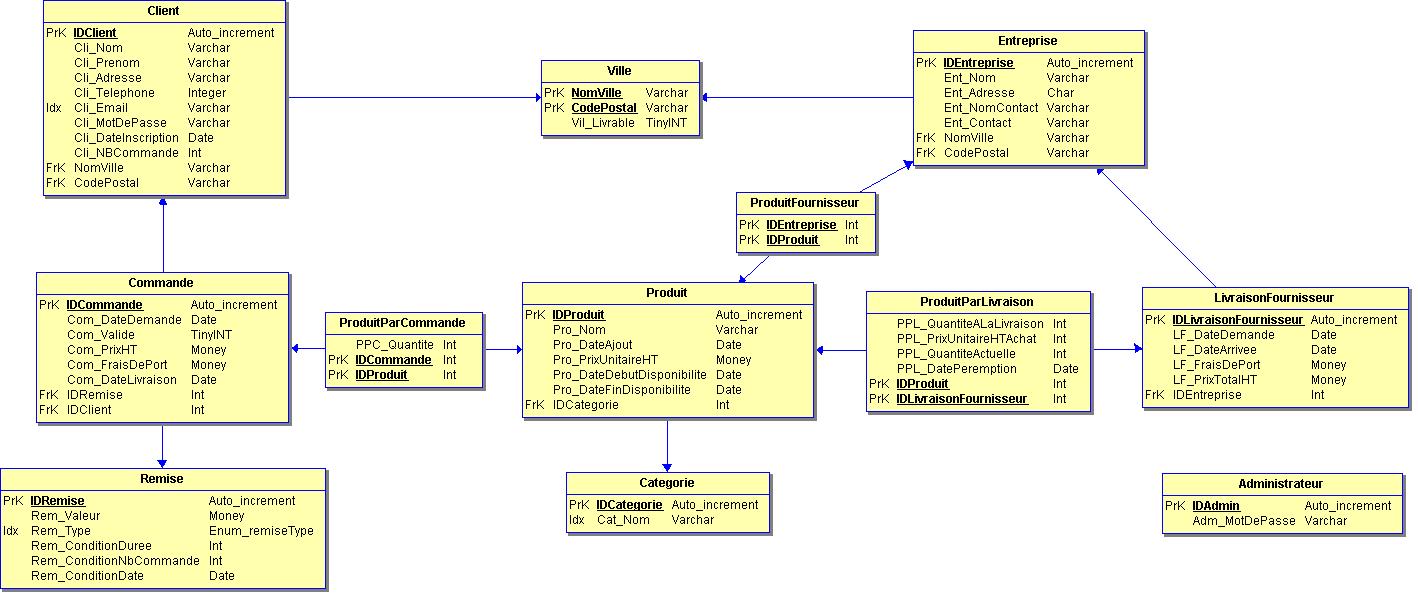 Client
PrK IDClient Auto_increment
Cli_Nom Varchar
Cli_Prenom Varchar
Cli_Adresse Varchar
Cli_Telephone Integer
Idx Cli_Email Varchar
Cli_MotDePasse Varchar
Cli_DateInscription Date
Cli_NBCommande Int
FrK NomVille Varchar
FrK CodePostal Varchar
Ville
PrK NomVille Varchar
PrK CodePostal Varchar
Vil_Livrable TinyINT
Entreprise
PrK IDEntreprise Auto_increment
Ent_Nom Varchar
Ent_Adresse Char
Ent_NomContact Varchar
Ent_Contact Varchar
FrK NomVille Varchar
FrK CodePostal Varchar
ProduitFournisseur
PrK IDEntreprise Int
PrK IDProduit Int
Commande
PrK IDCommande Auto_increment
Com_DateDemande Date
Com_Valide TinyINT
Com_PrixHT Money
Com_FraisDePort Money
Com_DateLivraison Date
FrK IDRemise Int
FrK IDClient Int
ProduitParCommande
PPC_Quantite Int
PrK IDCommande Int
PrK IDProduit Int
Produit
PrK IDProduit Auto_increment
Pro_Nom Varchar
Pro_DateAjout Date
Pro_PrixUnitaireHT Money
Pro_DateDebutDisponibilite Date
Pro_DateFinDisponibilite Date
FrK IDCategorie Int
ProduitParLivraison
PPL_QuantiteALaLivraison Int
PPL_PrixUnitaireHTAchat Int
PPL_QuantiteActuelle Int
PPL_DatePeremption Date
PrK IDProduit Int
PrK IDLivraisonFournisseur Int
LivraisonFournisseur
PrK IDLivraisonFournisseur Auto_increment
LF_DateDemande Date
LF_DateArrivee Date
LF_FraisDePort Money
LF_PrixTotalHT Money
FrK IDEntreprise Int
Remise
PrK IDRemise Auto_increment
Rem_Valeur Money
Idx Rem_Type Enum_remiseType
Rem_ConditionDuree Int
Rem_ConditionNbCommande Int
Rem_ConditionDate Date
Categorie
PrK IDCategorie Auto_increment
Idx Cat_Nom Varchar
Administrateur
PrK IDAdmin Auto_increment
Adm_MotDePasse Varchar